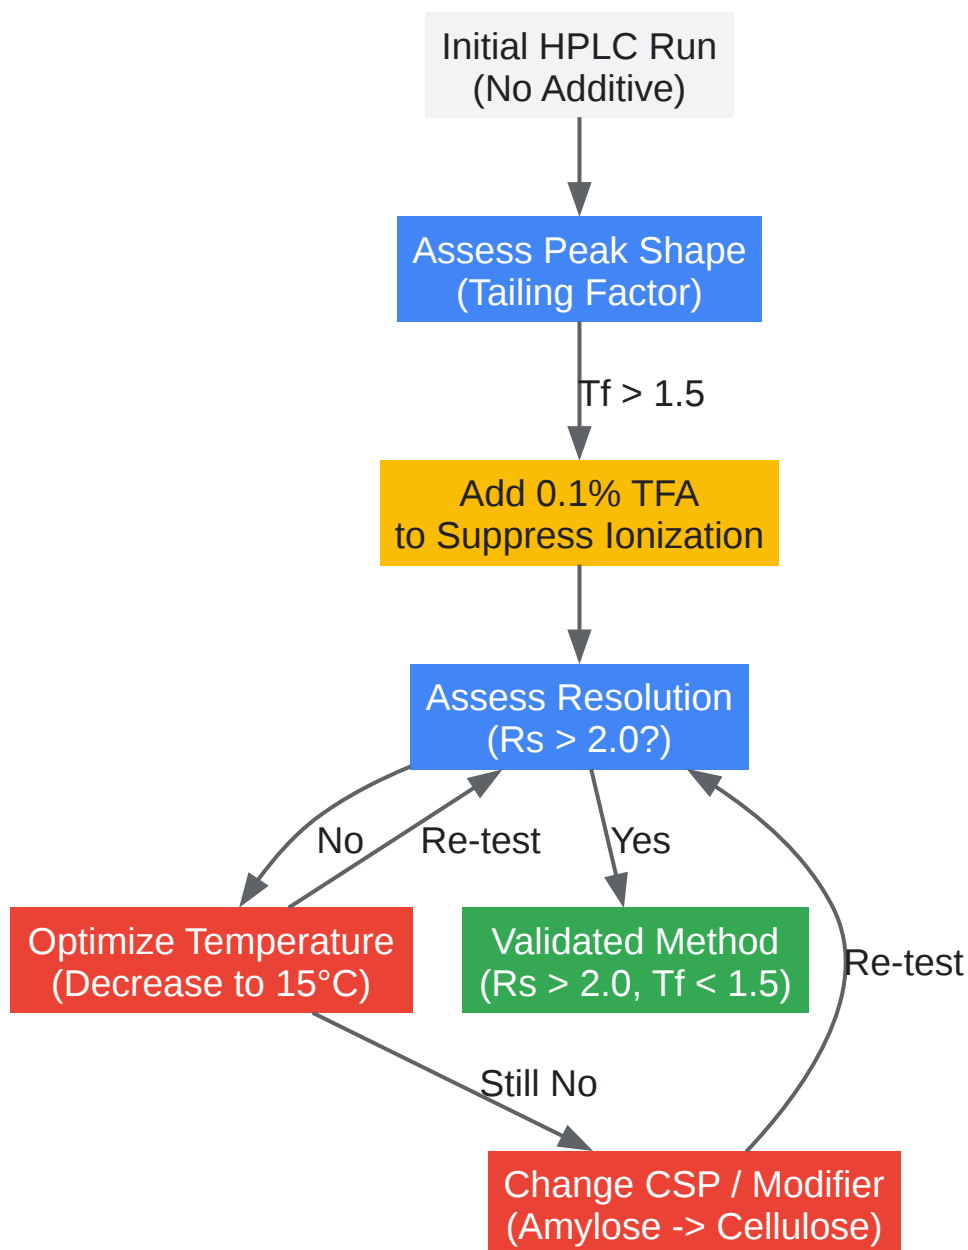 Initial HPLC Run
(No Additive)
Assess Peak Shape
(Tailing Factor)
Tf > 1.5
Add 0.1% TFA
to Suppress Ionization
Assess Resolution
(Rs > 2.0?)
No
Re-test
Yes
Optimize Temperature
(Decrease to 15°C)
Validated Method
(Rs > 2.0, Tf < 1.5)
Re-test
Still No
Change CSP / Modifier
(Amylose -> Cellulose)